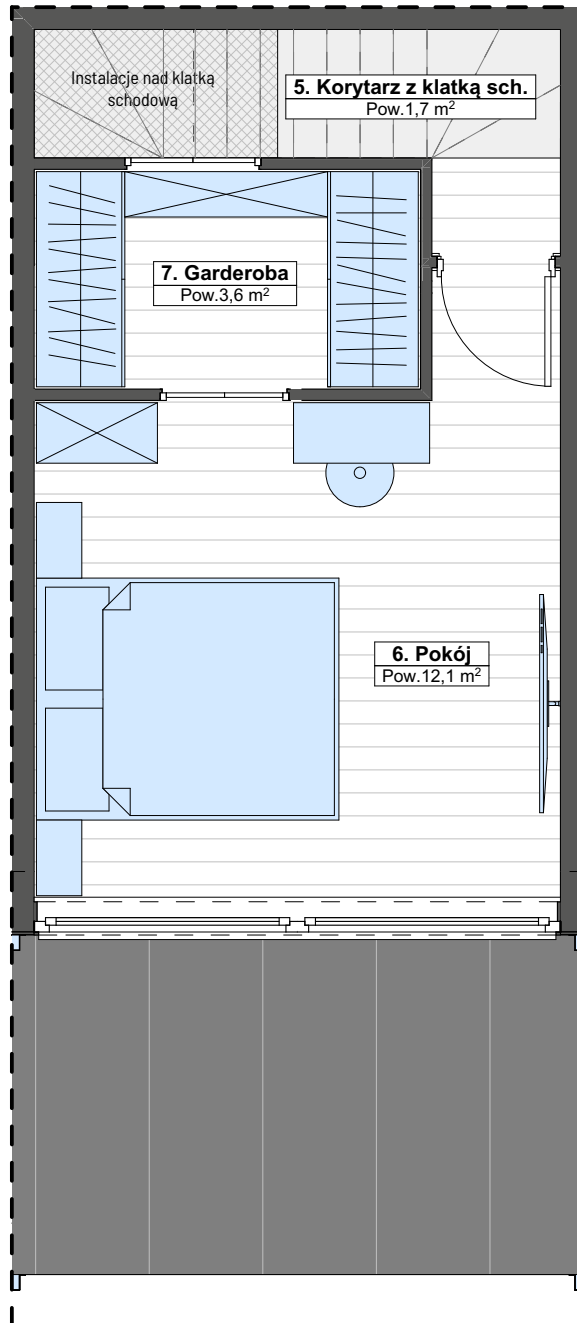 Instalacje nad klatką
schodową
5. Korytarz z klatką sch.
Pow.1,7 m²
7. Garderoba
Pow.3,6 m²
6. Pokój
Pow.12,1 m²